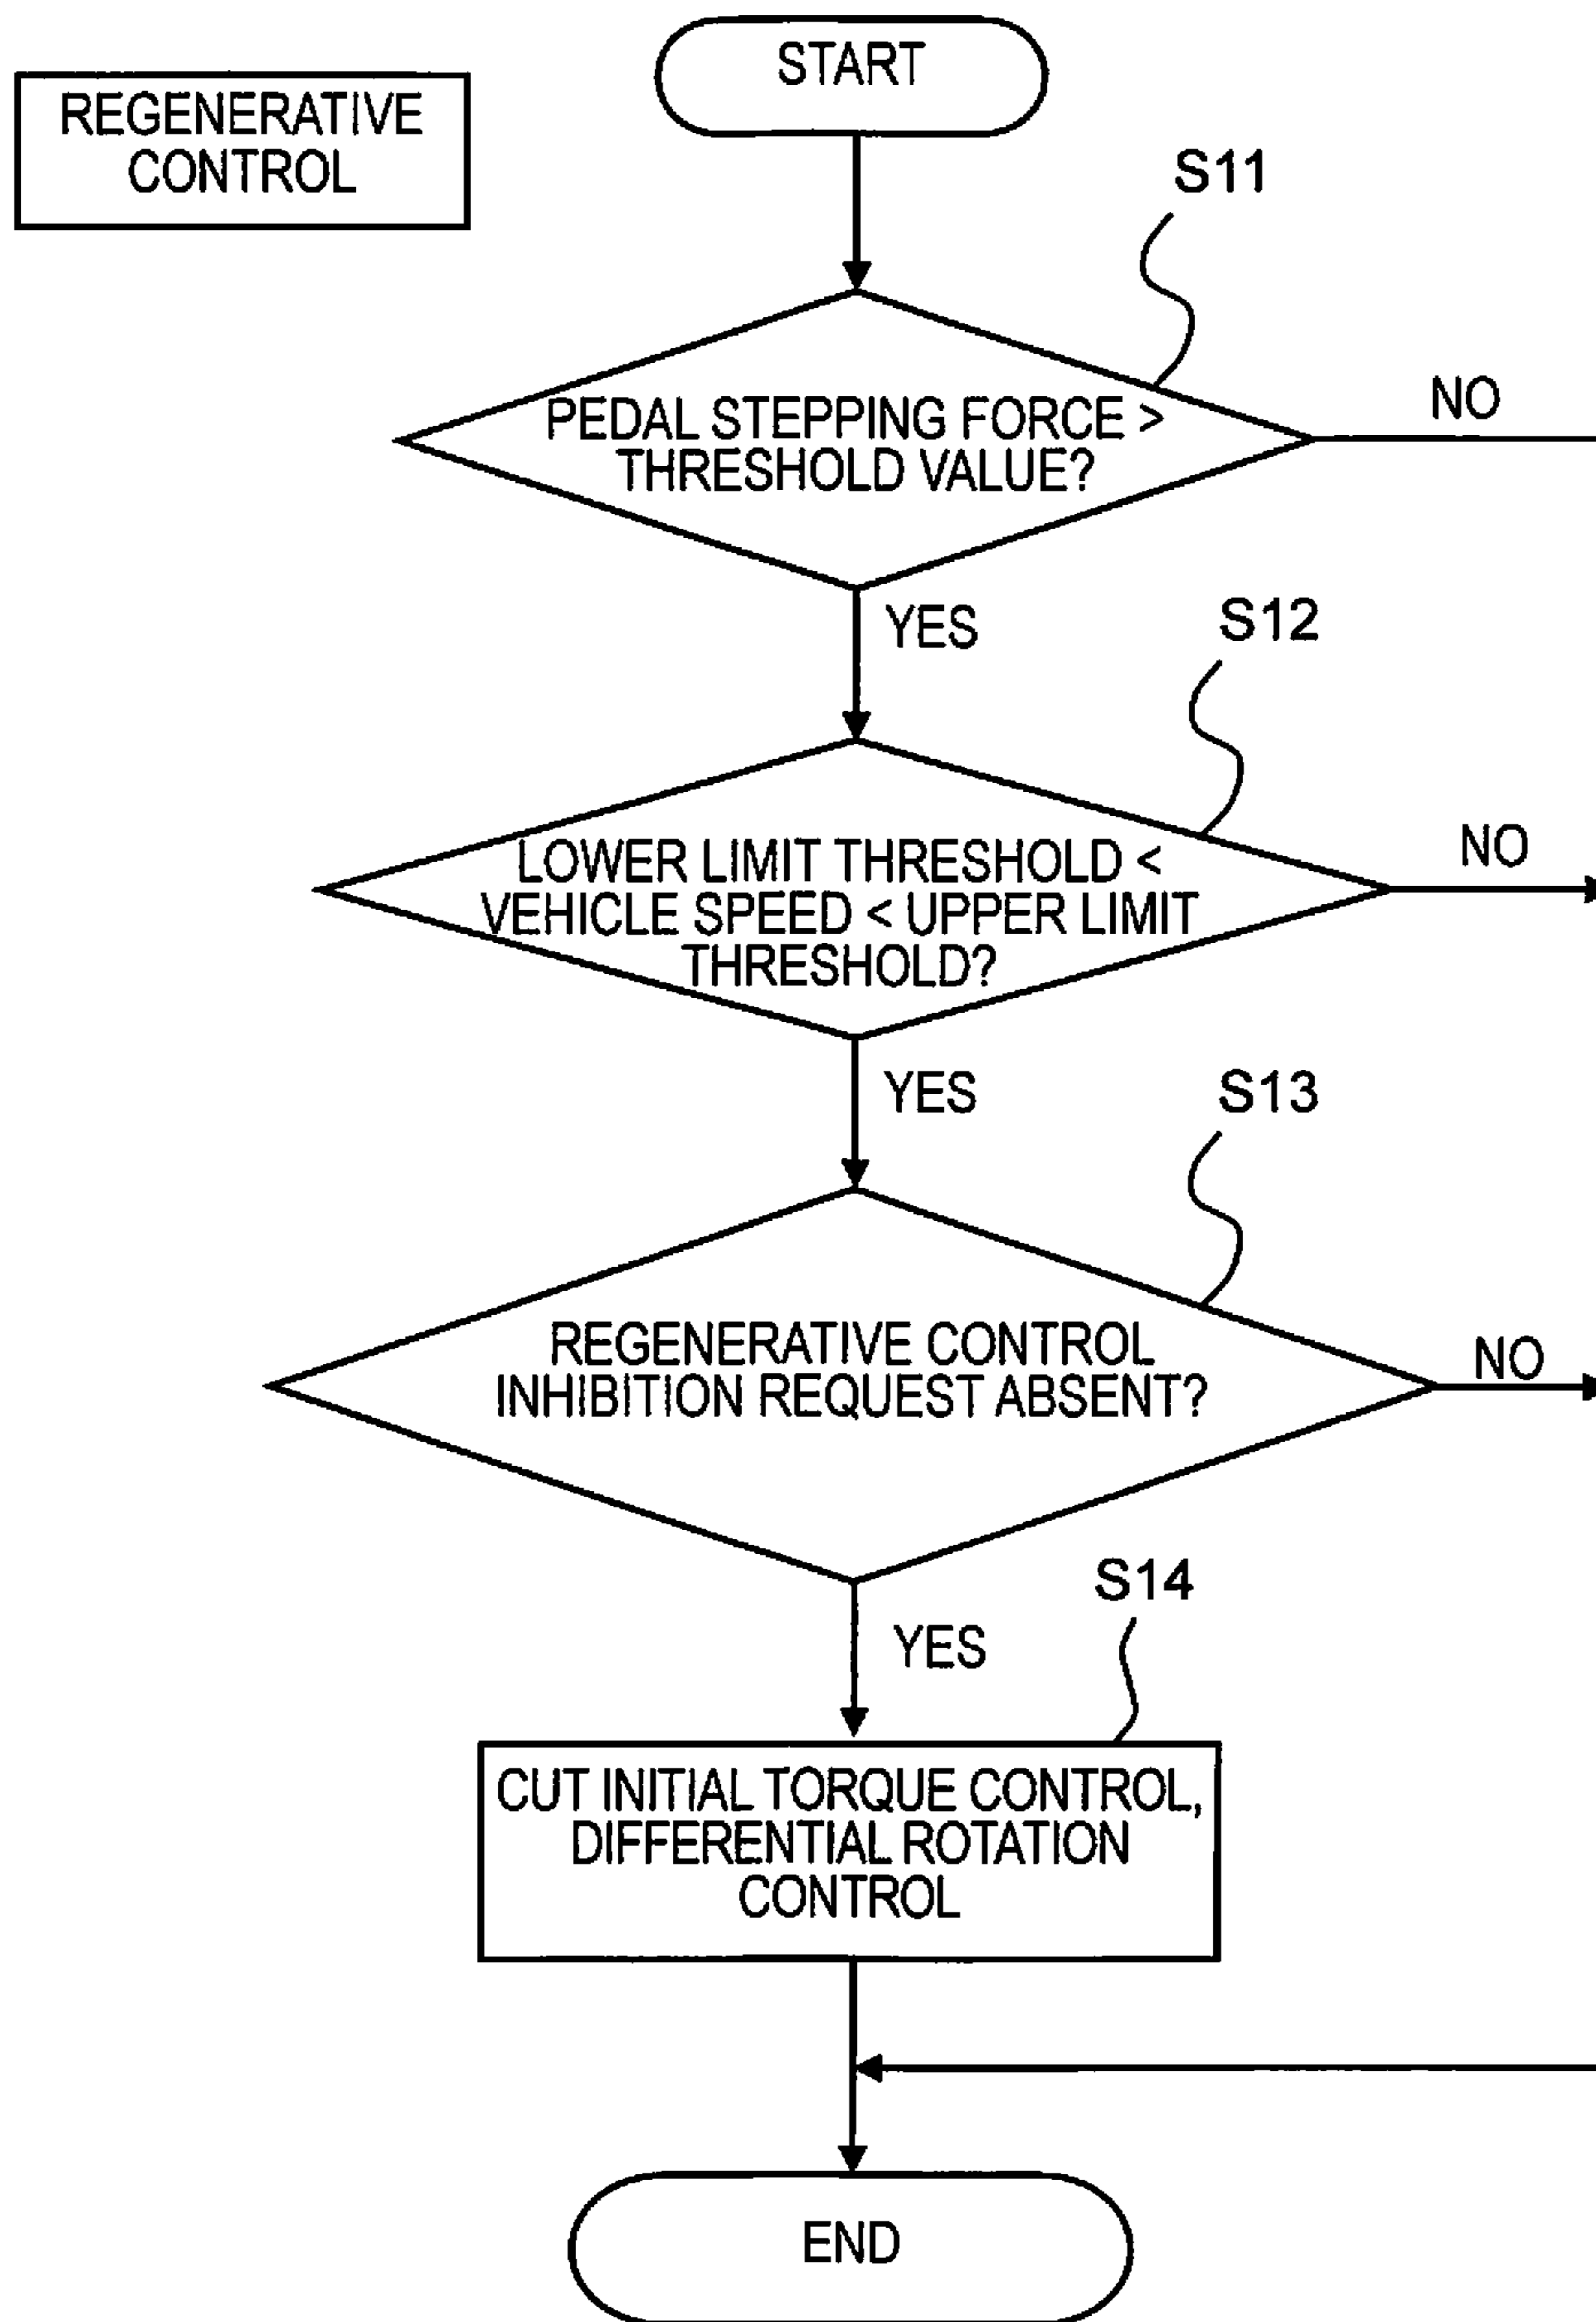 START
REGENERATIVE
CONTROL
S11
PEDAL STEPPING FORCE >
THRESHOLD VALUE?
NO
YES
S12
LOWER LIMIT THRESHOLD <
VEHICLE SPEED < UPPER LIMIT
THRESHOLD?
NO
YES
S13
REGENERATIVE CONTROL
INHIBITION REQUEST ABSENT?
NO
YES
S14
CUT INITIAL TORQUE CONTROL,
DIFFERENTIAL ROTATION
CONTROL
END